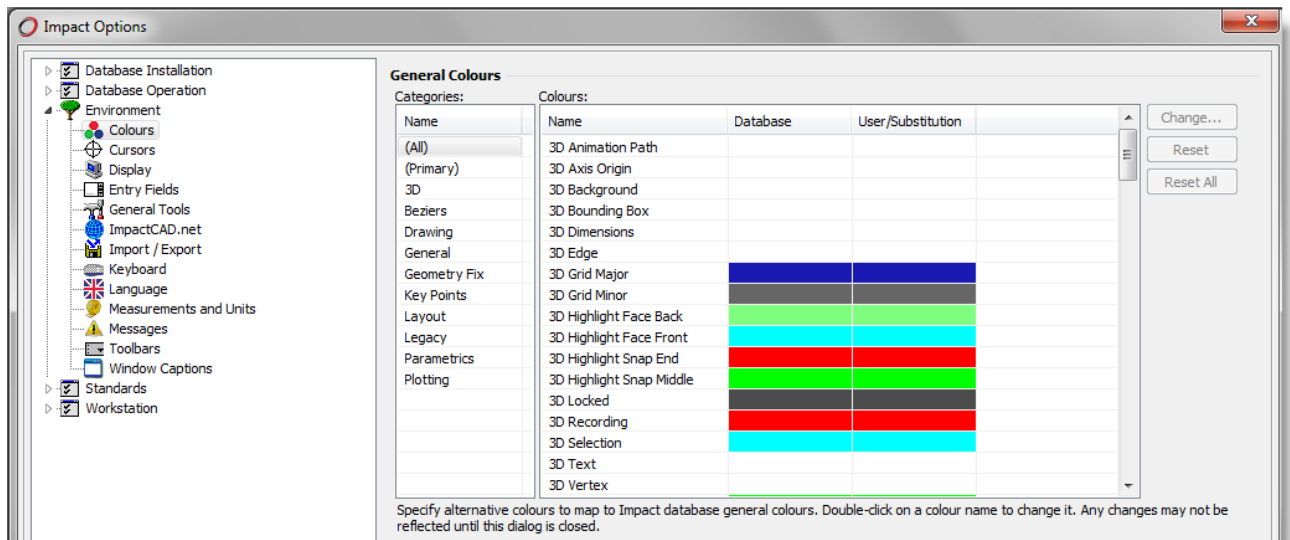 Impact Options
Database Installation
Database Operation
Environment
Colours
Cursors
Display
Entry Fields
General Tools
ImpactCAD.net
Import / Export
Keyboard
Language
Measurements and Units
Messages
Toolbars
Window Captions
Standards
Workstation
General Colours
Categories:
Name
(All)
(Primary)
3D
Beziers
Drawing
General
Geometry Fix
Key Points
Layout
Legacy
Parametrics
Plotting
Colours:
Name Database User/Substitution
3D Animation Path
3D Axis Origin
3D Background
3D Bounding Box
3D Dimensions
3D Edge
3D Grid Major
3D Grid Minor
3D Highlight Face Back
3D Highlight Face Front
3D Highlight Snap End
3D Highlight Snap Middle
3D Locked
3D Recording
3D Selection
3D Text
3D Vertex
Change...
Reset
Reset All
Specify alternative colours to map to Impact database general colours. Double-click on a colour name to change it. Any changes may not be
reflected until this dialog is closed.